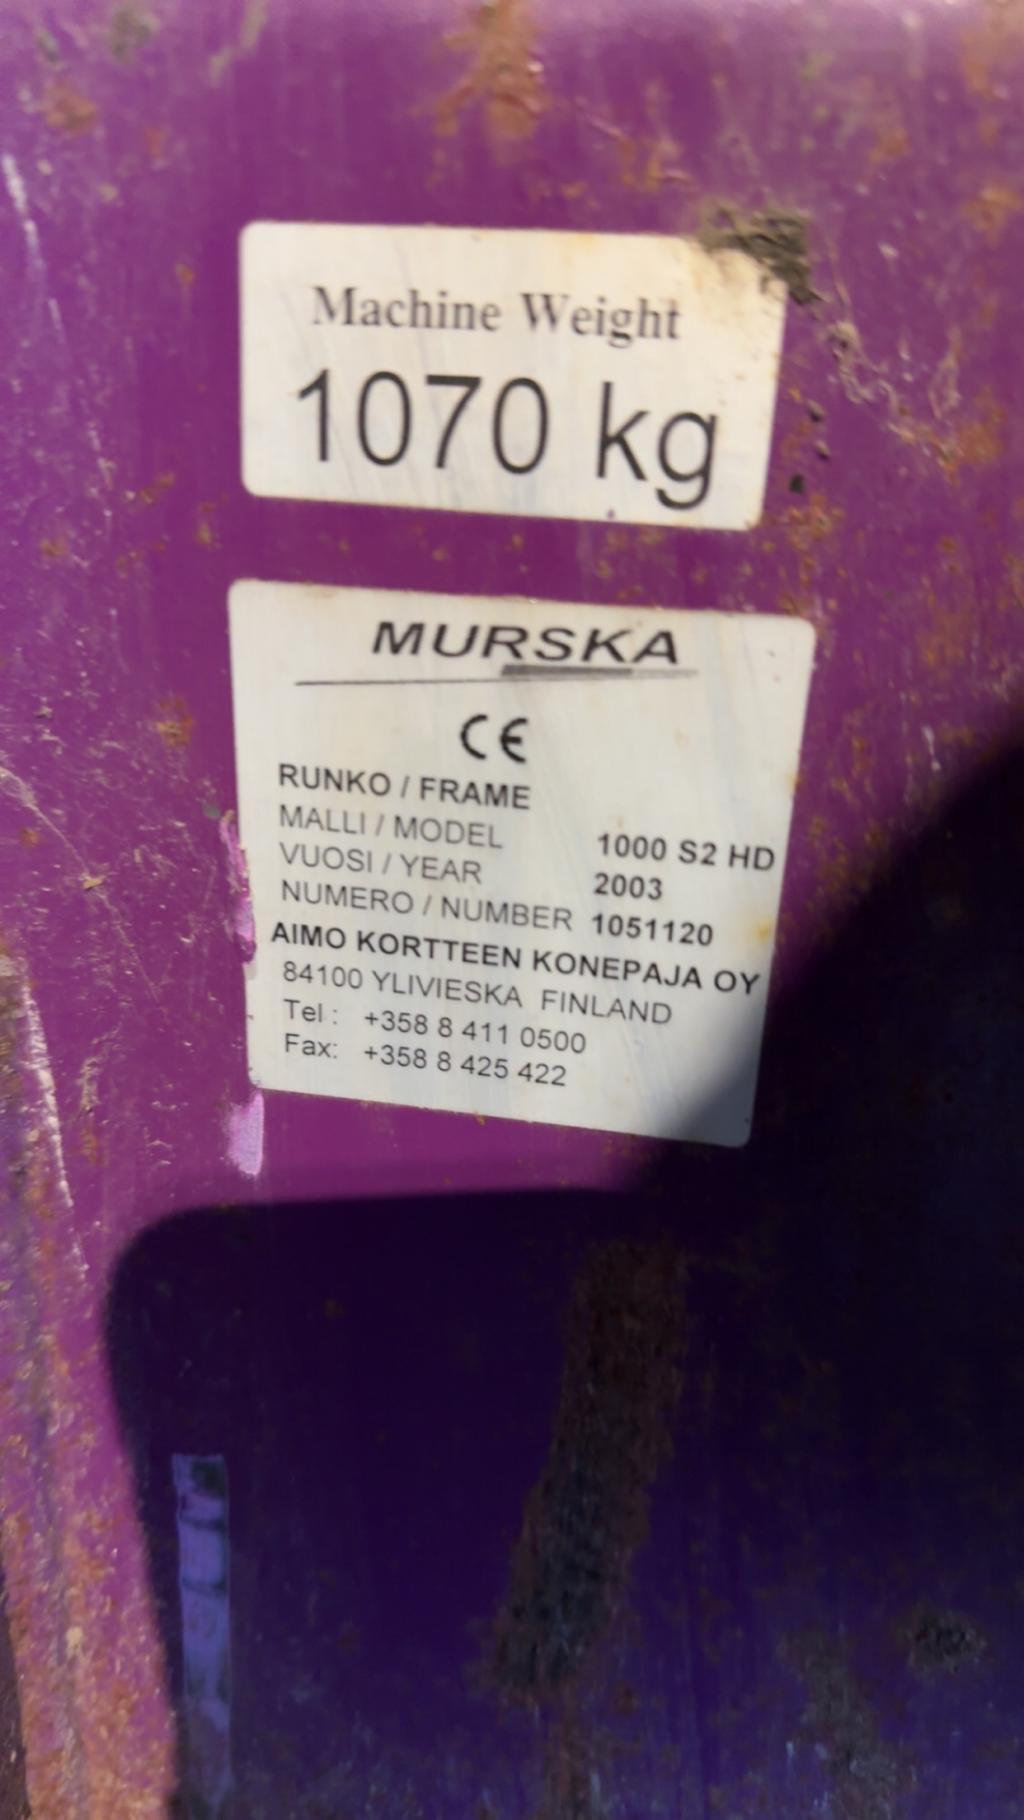 Machine Weight
1070 kg
MURSKA
CE
RUNKO / FRAME
MALLI / MODEL 1000 S2 HD
VUOSI / YEAR 2003
NUMERO / NUMBER 1051120
AIMO KORTTEEN KONEPAJA OY
84100 YLIVIESKA FINLAND
Tel : +358 8 411 0500
Fax: +358 8 425 422